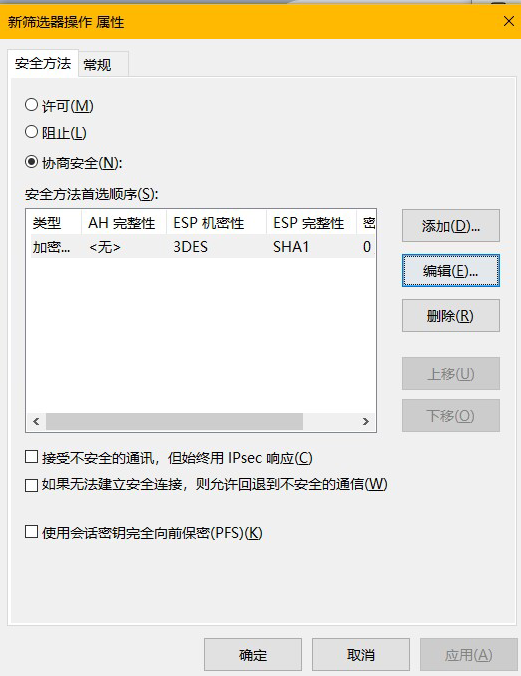 新筛选器操作 属性
安全方法 常规
许可(M)
阻止(L)
协商安全(N):
安全方法首选顺序(S):
类型 AH 完整性 ESP 机密性 ESP 完整性 密
加密... <无> 3DES SHA1 0
添加(D)...
编辑(E)...
删除(R)
上移(U)
下移(O)
接受不安全的通讯，但始终用 IPsec 响应(C)
如果无法建立安全连接，则允许回退到不安全的通信(W)
使用会话密钥完全向前保密(PFS)(K)
确定 取消 应用(A)